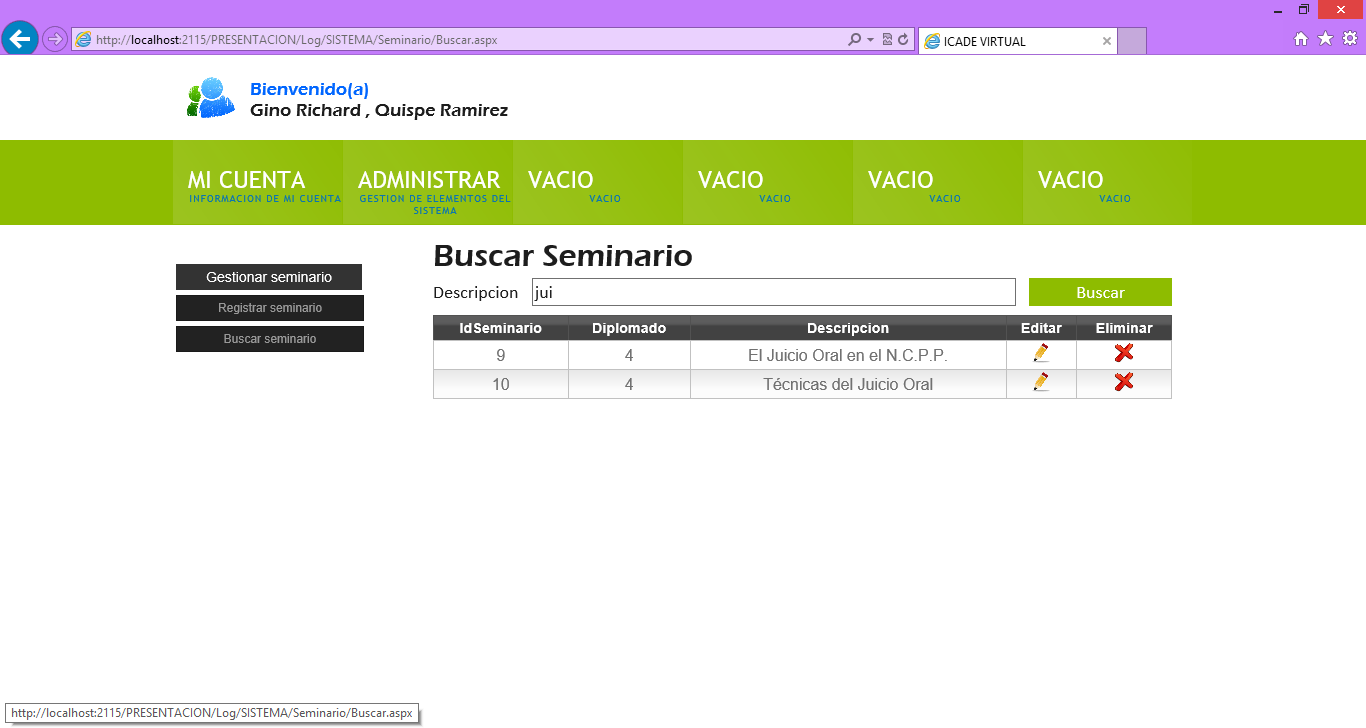 http://localhost:2115/PRESENTACION/Log/SISTEMA/Seminario/Buscar.aspx
ICADE VIRTUAL
Bienvenido(a)
Gino Richard , Quispe Ramirez
MI CUENTA
INFORMACION DE MI CUENTA
ADMINISTRAR
GESTION DE ELEMENTOS DEL
SISTEMA
VACIO
VACIO
VACIO
VACIO
VACIO
VACIO
VACIO
VACIO
Gestionar seminario
Registrar seminario
Buscar seminario
Buscar Seminario
Descripcion jui Buscar
IdSeminario Diplomado Descripcion Editar Eliminar
9 4 El Juicio Oral en el N.C.P.P.
10 4 Técnicas del Juicio Oral
http://localhost:2115/PRESENTACION/Log/SISTEMA/Seminario/Buscar.aspx